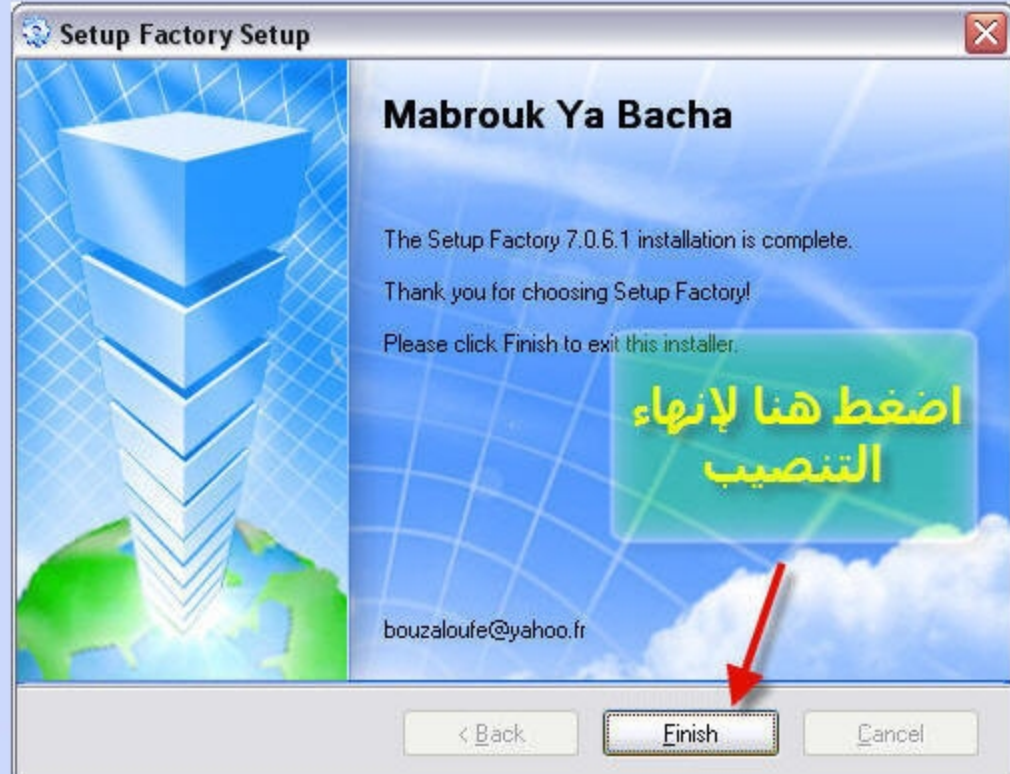 Setup Factory Setup
Mabrouk Ya Bacha
The Setup Factory 7.0.6.1 installation is complete.
Thank you for choosing Setup Factory!
Please click Finish to exit this installer.
اضغط هنا لإنهاء
التنصيب
bouzaloufe@yahoo.fr
< Back
Finish
Cancel